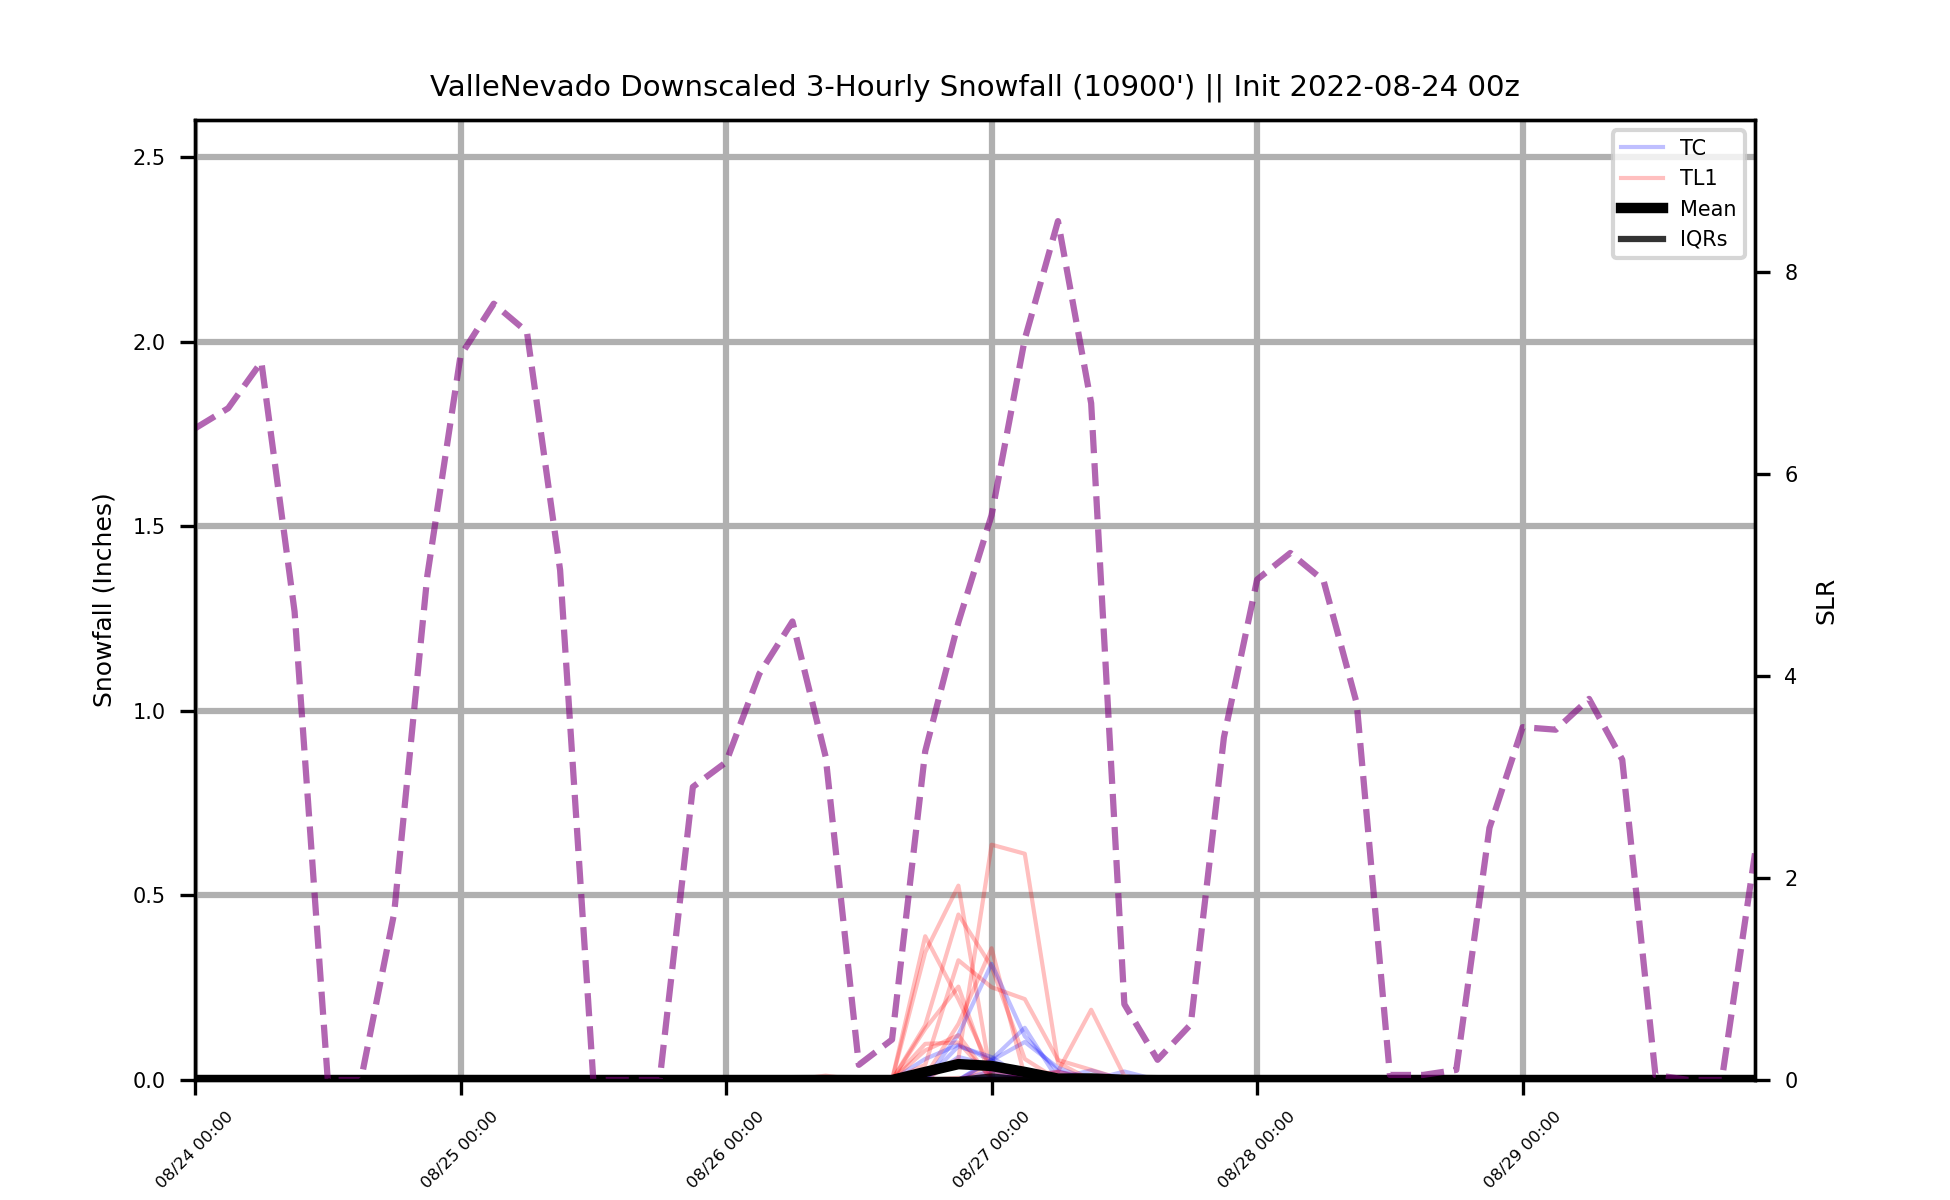 ValleNevado Downscaled 3-Hourly Snowfall (10900') || Init 2022-08-24 00z
TC
TL1
Mean
IQRs
2.5
2.0
1.5
1.0
0.5
0.0
Snowfall (Inches)
8
6
4
2
0
SLR
08/24 00:00
08/25 00:00
08/26 00:00
08/27 00:00
08/28 00:00
08/29 00:00